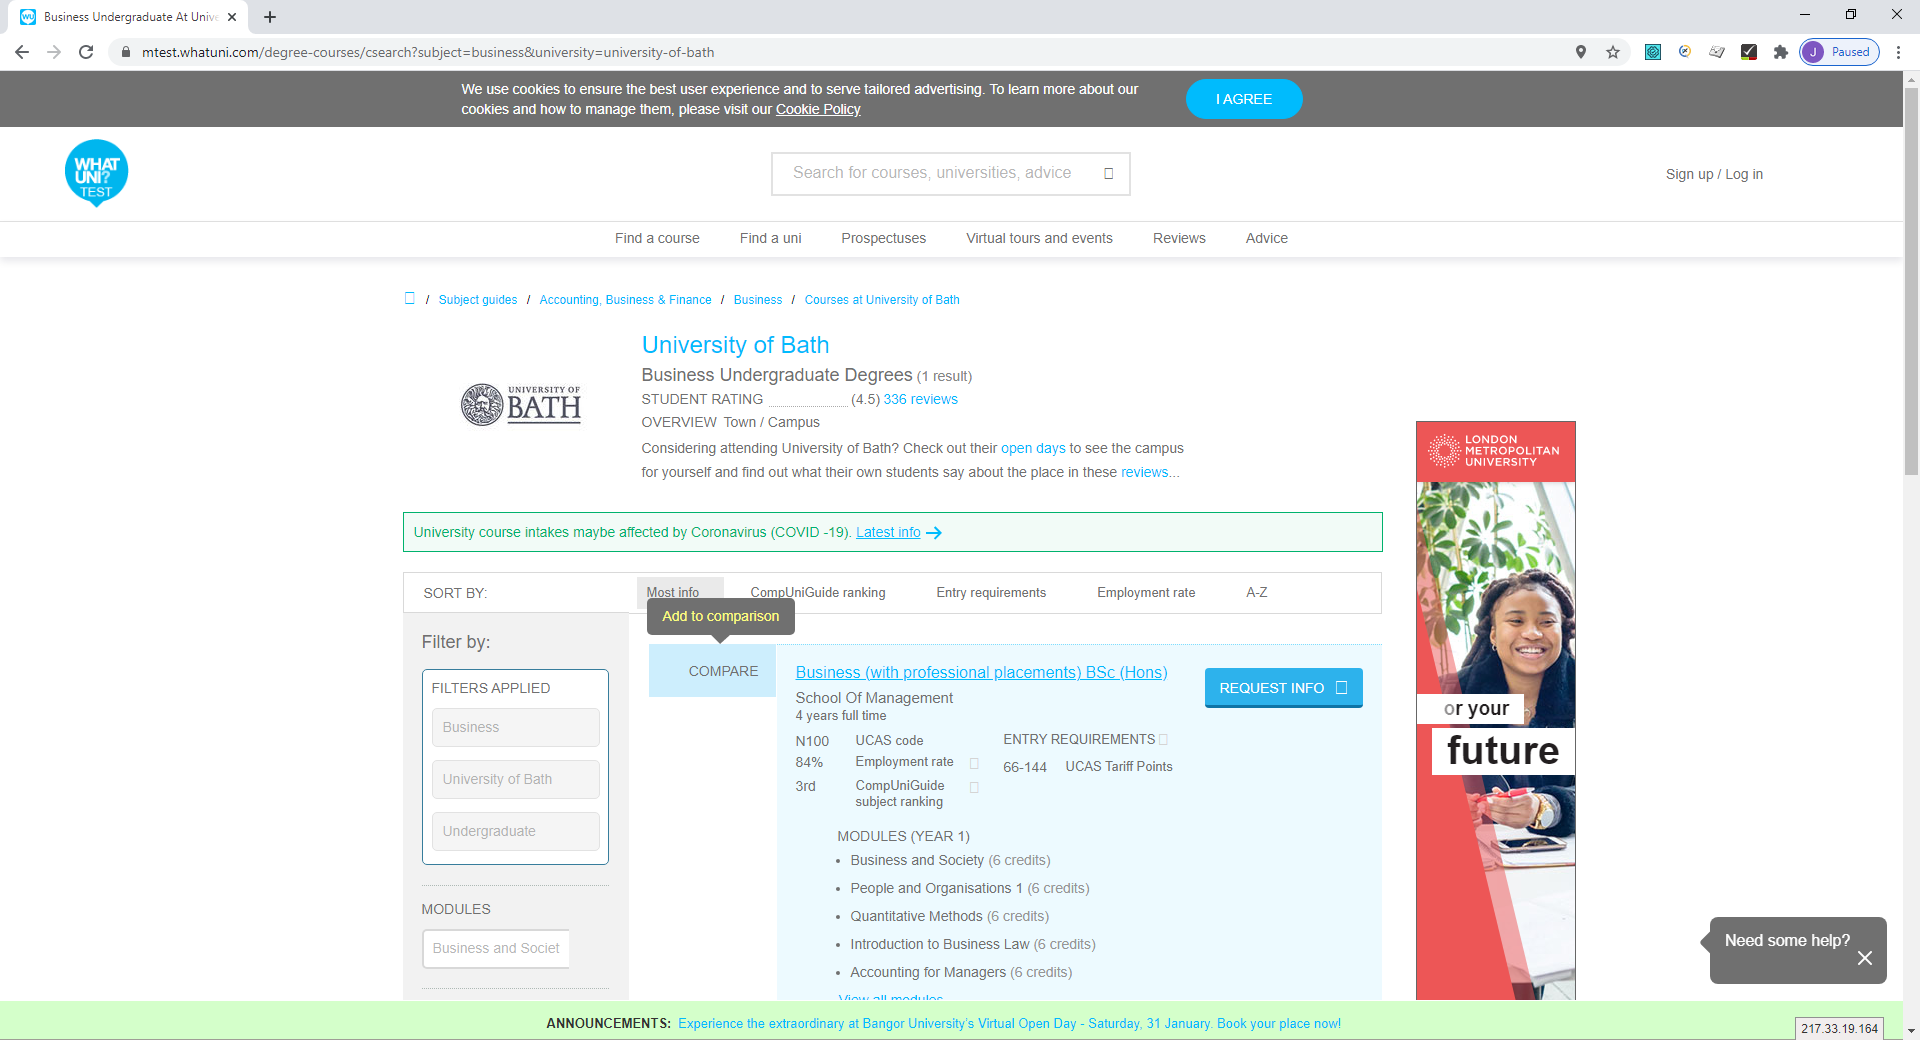 Business Undergraduate At Unive
mtest.whatuni.com/degree-courses/csearch?subject=business&university=university-of-bath
J Paused
We use cookies to ensure the best user experience and to serve tailored advertising. To learn more about our
cookies and how to manage them, please visit our Cookie Policy
I AGREE
WHAT
UNI?
TEST
Search for courses, universities, advice
Sign up / Log in
Find a course Find a uni Prospectuses Virtual tours and events Reviews Advice
/ Subject guides / Accounting, Business & Finance / Business / Courses at University of Bath
UNIVERSITY OF
BATH
University of Bath
Business Undergraduate Degrees (1 result)
STUDENT RATING (4.5) 336 reviews
OVERVIEW Town / Campus
Considering attending University of Bath? Check out their open days to see the campus
for yourself and find out what their own students say about the place in these reviews...
University course intakes maybe affected by Coronavirus (COVID -19). Latest info
SORT BY: Most info CompUniGuide ranking Entry requirements Employment rate A-Z
Add to comparison
Filter by:
FILTERS APPLIED
Business
University of Bath
Undergraduate
MODULES
Business and Societ
COMPARE
Business (with professional placements) BSc (Hons)
REQUEST INFO
School Of Management
4 years full time
N100 UCAS code
84% Employment rate
3rd CompUniGuide
subject ranking
ENTRY REQUIREMENTS
66-144 UCAS Tariff Points
MODULES (YEAR 1)
• Business and Society (6 credits)
• People and Organisations 1 (6 credits)
• Quantitative Methods (6 credits)
• Introduction to Business Law (6 credits)
• Accounting for Managers (6 credits)
View all modules
LONDON
METROPOLITAN
UNIVERSITY
or your
future
Need some help?
ANNOUNCEMENTS: Experience the extraordinary at Bangor University's Virtual Open Day - Saturday, 31 January. Book your place now!
217.33.19.164